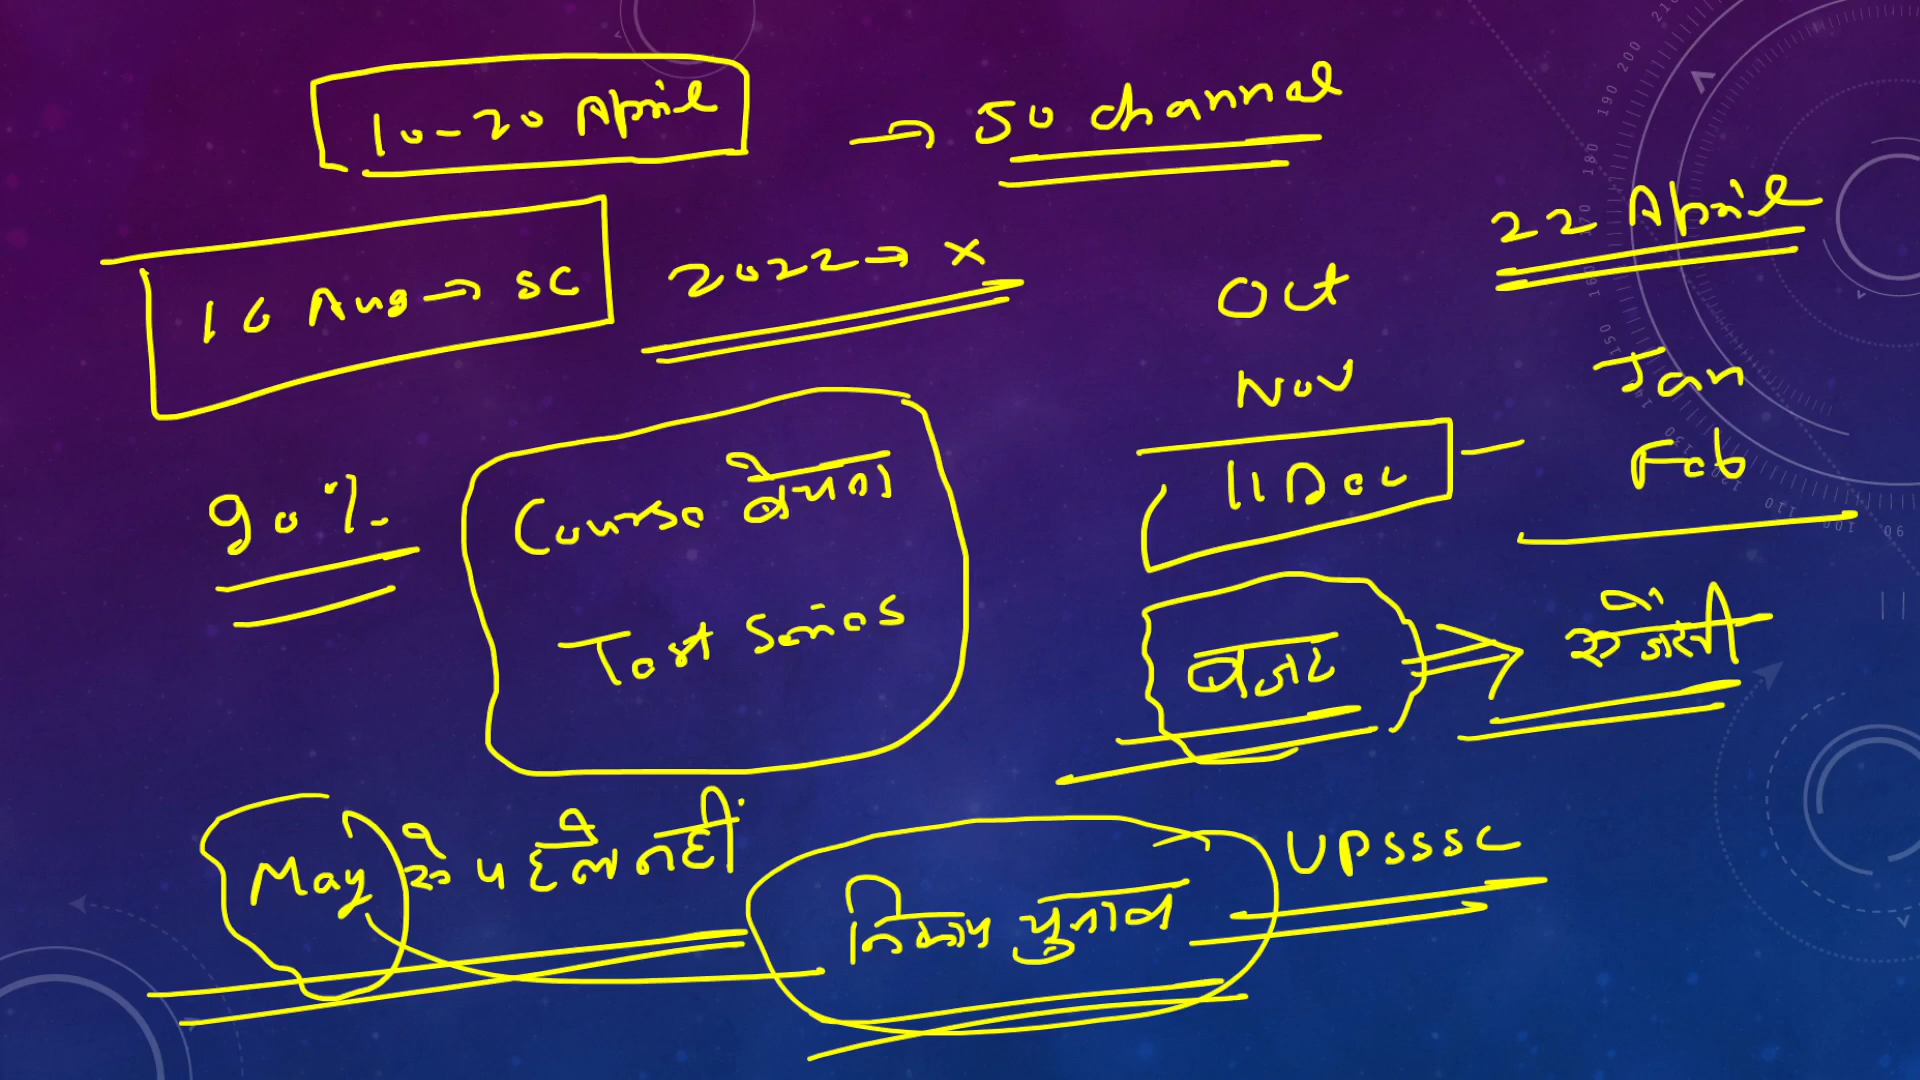 10-20 April → 50 channel
22 April
16 Aug → SC 2022 → x
Oct
Nov
Jan
11 Dec - Feb
90%. Course बेचना
Test Series
बजट ⇒
May से पहले नहीं
निकाय चुनाव UPSSSC